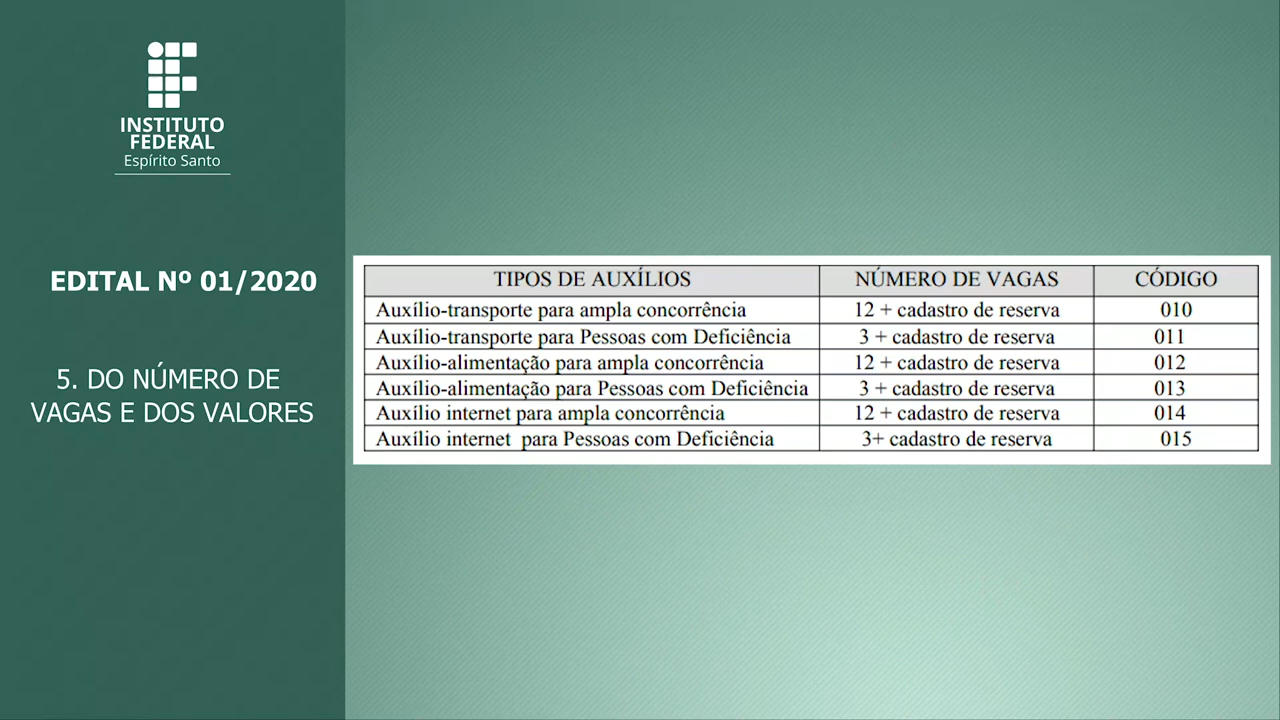 INSTITUTO
FEDERAL
Espírito Santo
EDITAL Nº 01/2020
5. DO NÚMERO DE
VAGAS E DOS VALORES
TIPOS DE AUXÍLIOS NÚMERO DE VAGAS CÓDIGO
Auxílio-transporte para ampla concorrência 12 + cadastro de reserva 010
Auxílio-transporte para Pessoas com Deficiência 3 + cadastro de reserva 011
Auxílio-alimentação para ampla concorrência 12 + cadastro de reserva 012
Auxílio-alimentação para Pessoas com Deficiência 3 + cadastro de reserva 013
Auxílio internet para ampla concorrência 12 + cadastro de reserva 014
Auxílio internet para Pessoas com Deficiência 3+ cadastro de reserva 015